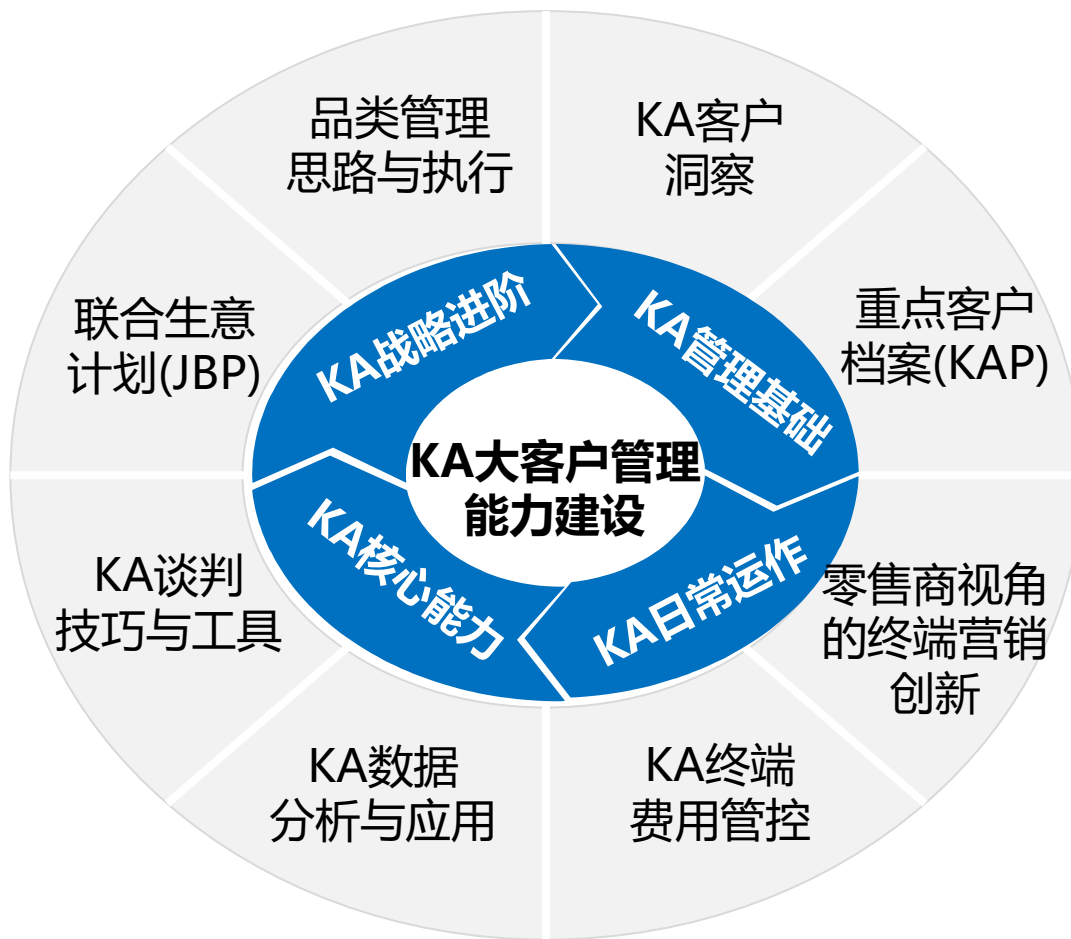 品类管理
思路与执行
KA客户
洞察
联合生意
计划(JBP)
KA战略进阶
KA管理基础
重点客户
档案(KAP)
KA大客户管理
能力建设
KA谈判
技巧与工具
KA核心能力
KA日常运作
零售商视角
的终端营销
创新
KA数据
分析与应用
KA终端
费用管控